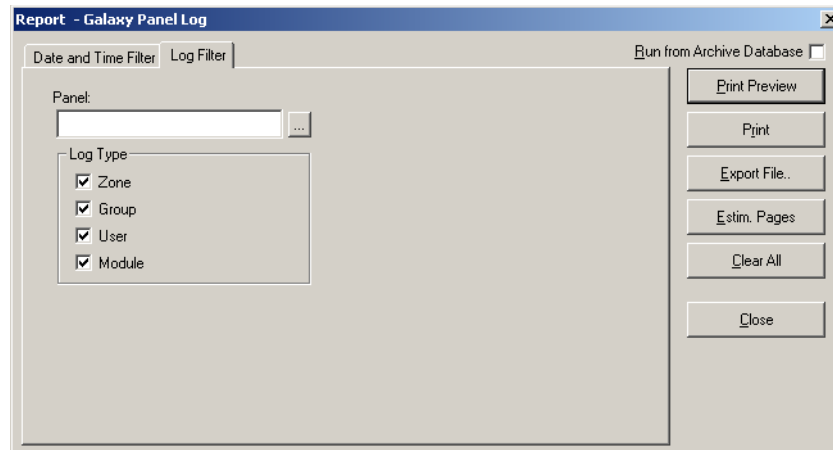 Report - Galaxy Panel Log
Date and Time Filter
Log Filter
Run from Archive Database
Panel:
...
Log Type
Zone
Group
User
Module
Print Preview
Print
Export File..
Estim. Pages
Clear All
Close